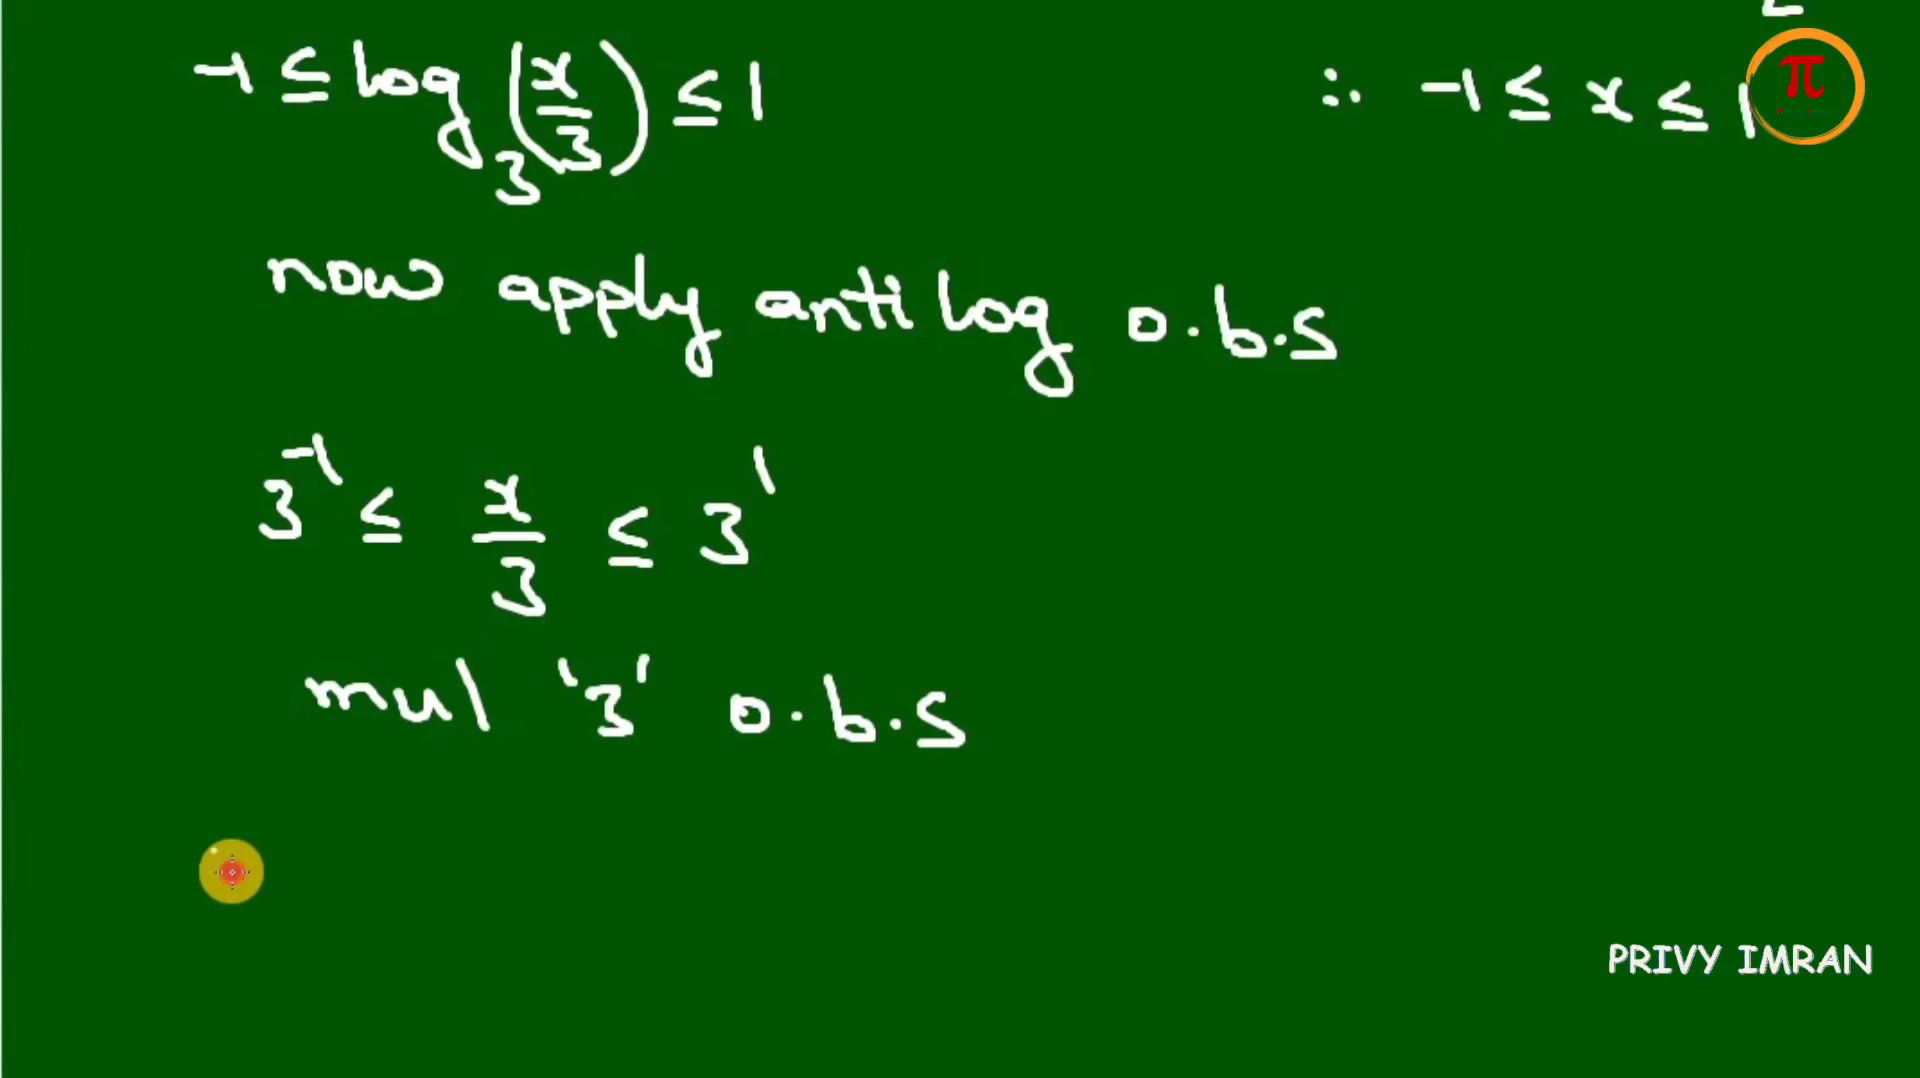 -1 ≤ log₃(x/3) ≤ 1
∴ -1 ≤ x ≤ 1
π
now apply anti log o.b.s
3⁻¹ ≤ x/3 ≤ 3¹
mul '3' o.b.s
PRIVY IMRAN